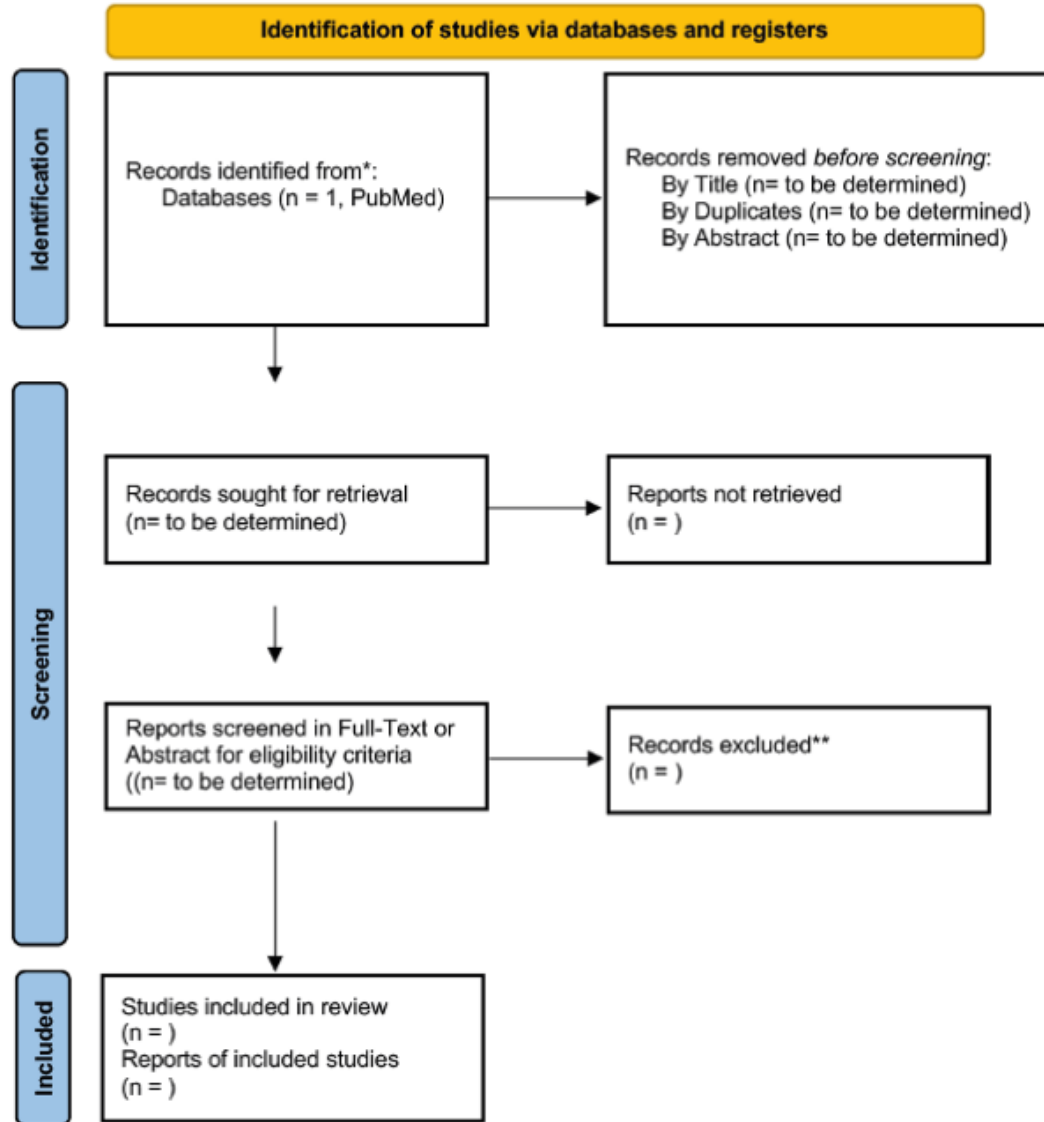 Identification of studies via databases and registers
Identification
Records identified from*:
Databases (n = 1, PubMed)
Records removed before screening:
By Title (n= to be determined)
By Duplicates (n= to be determined)
By Abstract (n= to be determined)
Screening
Records sought for retrieval
(n= to be determined)
Reports not retrieved
(n = )
Reports screened in Full-Text or
Abstract for eligibility criteria
((n= to be determined)
Records excluded**
(n = )
Included
Studies included in review
(n = )
Reports of included studies
(n = )